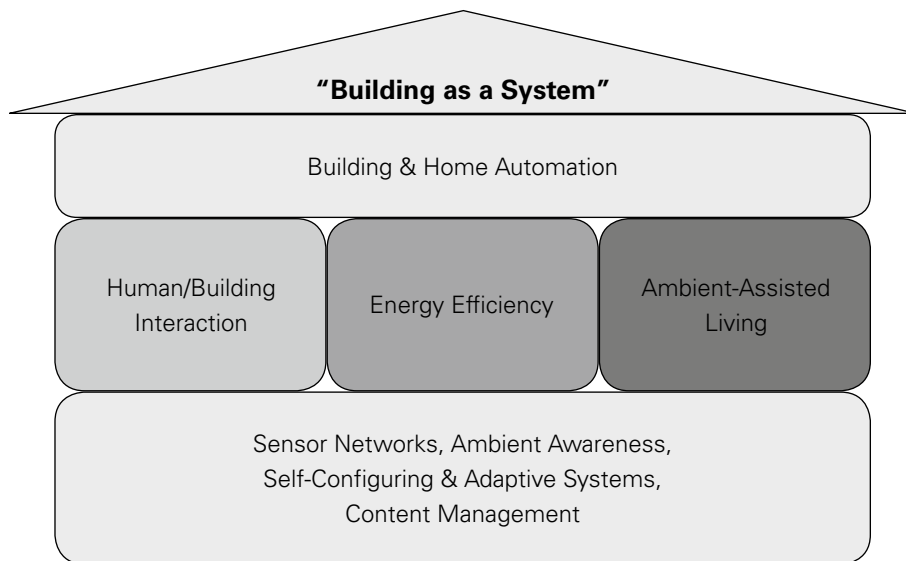 “Building as a System”
Building & Home Automation
Human/Building
Interaction
Energy Efficiency
Ambient-Assisted
Living
Sensor Networks, Ambient Awareness,
Self-Configuring & Adaptive Systems,
Content Management